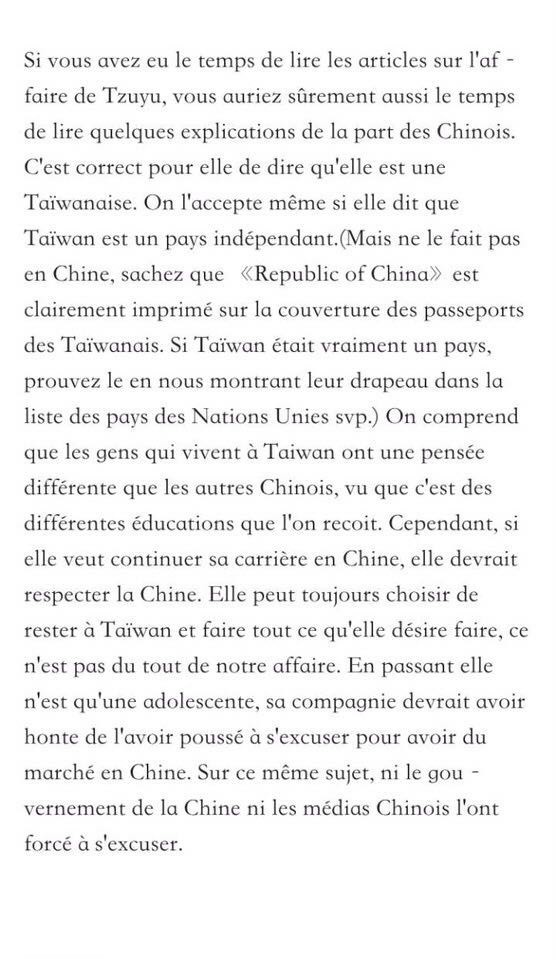 Si vous avez eu le temps de lire les articles sur l'af -
faire de Tzuyu, vous auriez sûrement aussi le temps
de lire quelques explications de la part des Chinois.
C'est correct pour elle de dire qu'elle est une
Taïwanaise. On l'accepte même si elle dit que
Taïwan est un pays indépendant.(Mais ne le fait pas
en Chine, sachez que 《Republic of China》 est
clairement imprimé sur la couverture des passeports
des Taïwanais. Si Taïwan était vraiment un pays,
prouvez le en nous montrant leur drapeau dans la
liste des pays des Nations Unies svp.) On comprend
que les gens qui vivent à Taiwan ont une pensée
différente que les autres Chinois, vu que c'est des
différentes éducations que l'on recoit. Cependant, si
elle veut continuer sa carrière en Chine, elle devrait
respecter la Chine. Elle peut toujours choisir de
rester à Taïwan et faire tout ce qu'elle désire faire, ce
n'est pas du tout de notre affaire. En passant elle
n'est qu'une adolescente, sa compagnie devrait avoir
honte de l'avoir poussé à s'excuser pour avoir du
marché en Chine. Sur ce même sujet, ni le gou -
vernement de la Chine ni les médias Chinois l'ont
forcé à s'excuser.